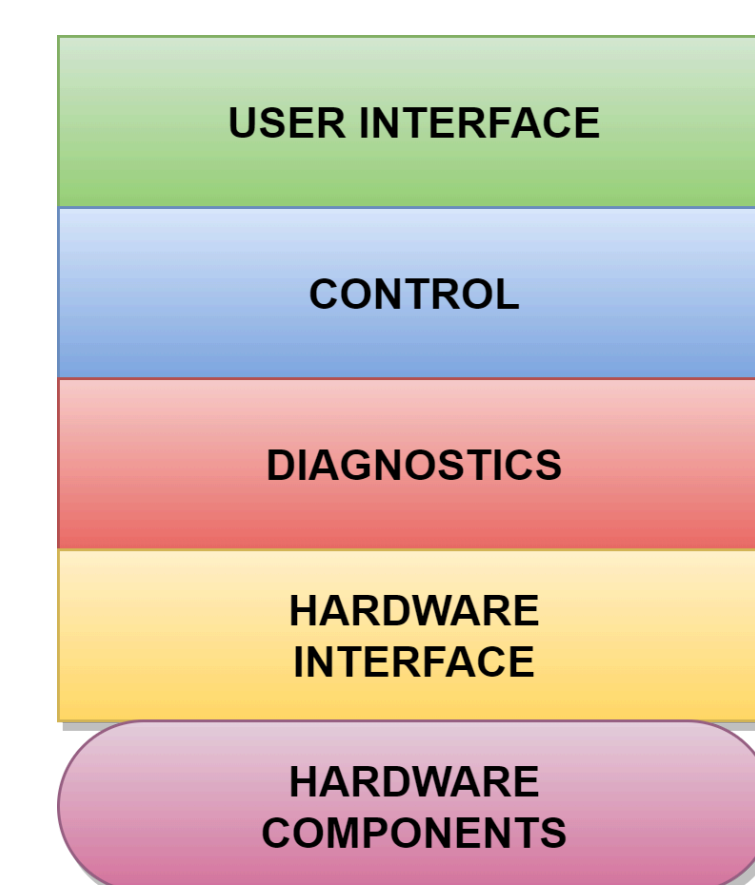 USER INTERFACE
CONTROL
DIAGNOSTICS
HARDWARE
INTERFACE
HARDWARE
COMPONENTS